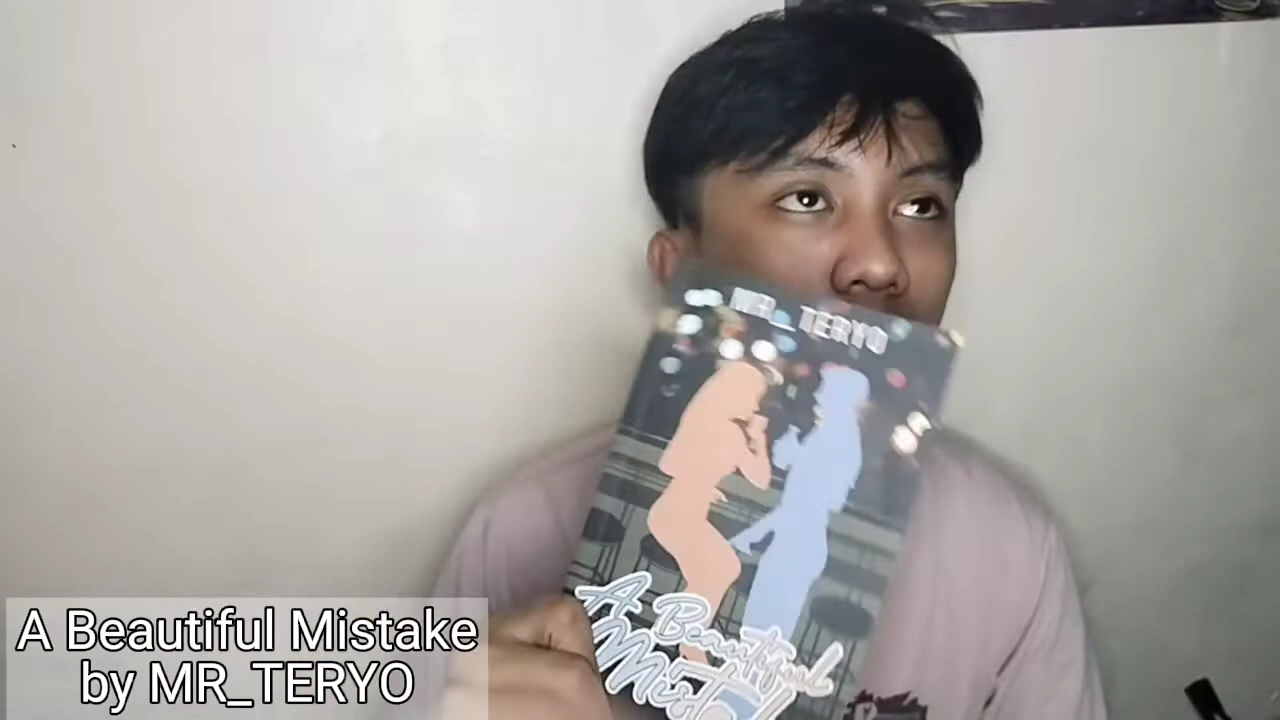 MR_TERYO
A Beautiful
Mistake
A Beautiful Mistake
by MR_TERYO